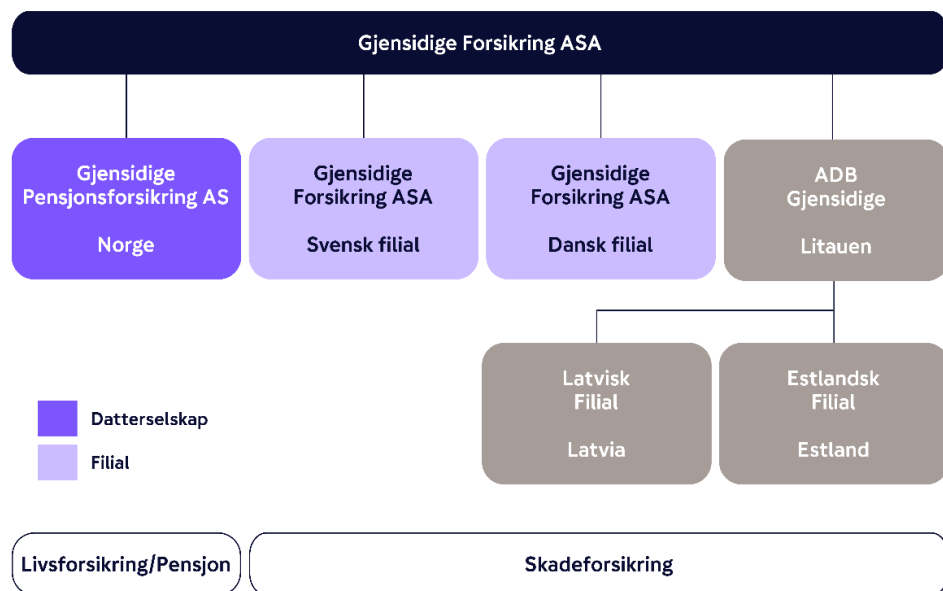 Gjensidige Forsikring ASA
Gjensidige
Pensjonsforsikring AS
Norge
Gjensidige
Forsikring ASA
Svensk filial
Gjensidige
Forsikring ASA
Dansk filial
ADB
Gjensidige
Litauen
Latvisk
Filial
Latvia
Estlandsk
Filial
Estland
Datterselskap
Filial
Livsforsikring/Pensjon
Skadeforsikring